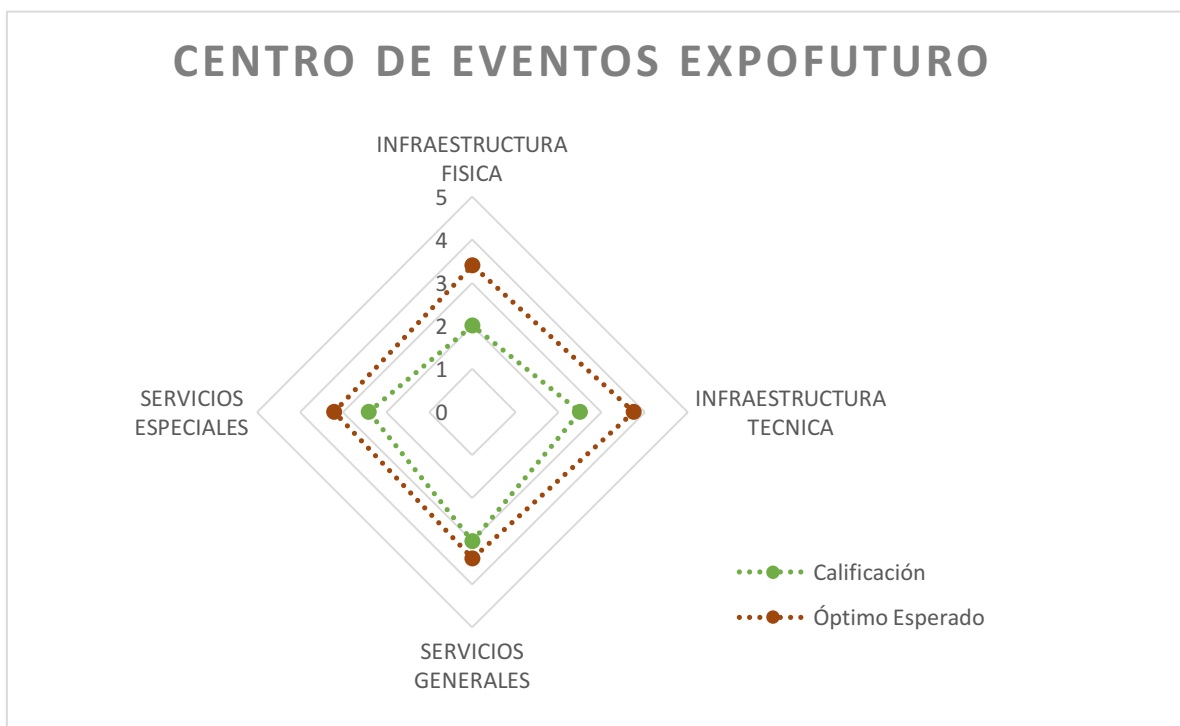 CENTRO DE EVENTOS EXPOFUTURO
INFRAESTRUCTURA
FISICA
5
4
3
2
1
0
SERVICIOS
ESPECIALES
INFRAESTRUCTURA
TECNICA
Calificación
Óptimo Esperado
SERVICIOS
GENERALES